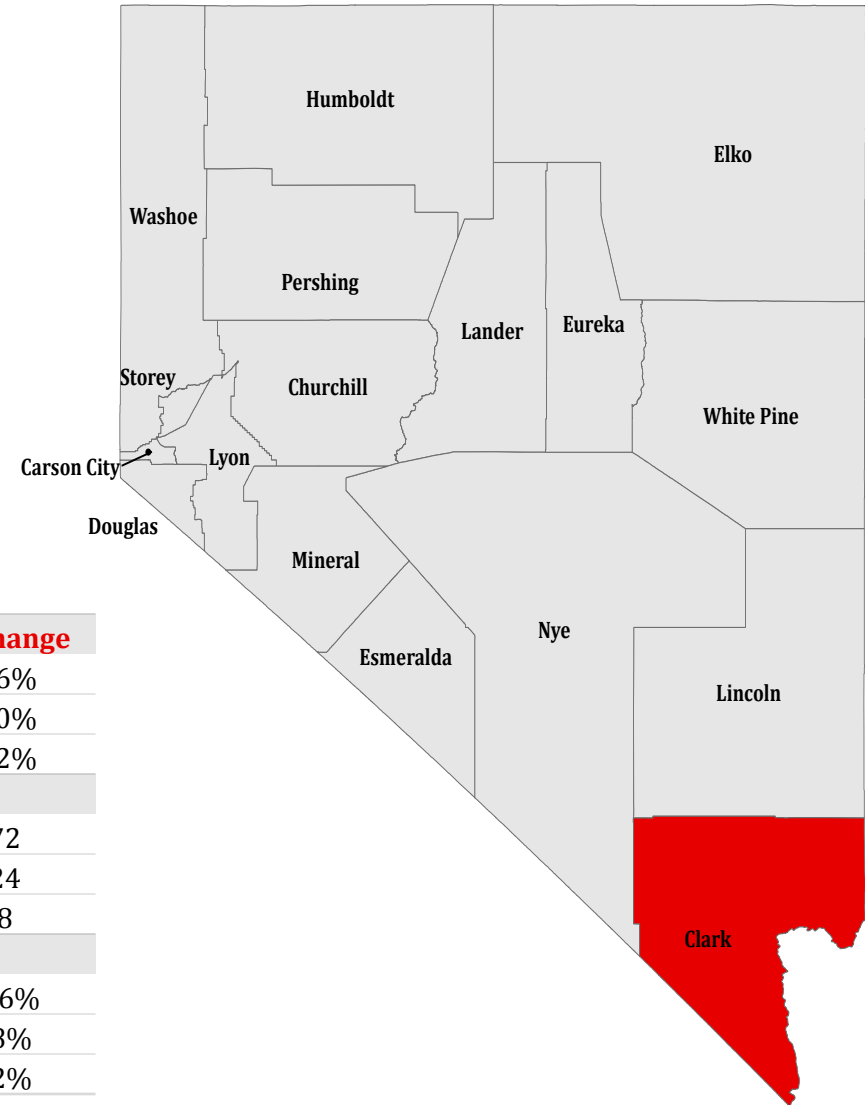 Humboldt
Elko
Washoe
Pershing
Lander
Eureka
Storey
Churchill
White Pine
Lyon
Carson City
Douglas
Mineral
Nye
Esmeralda
Lincoln
Clark
hange
6%
0%
2%
72
24
8
6%
3%
2%